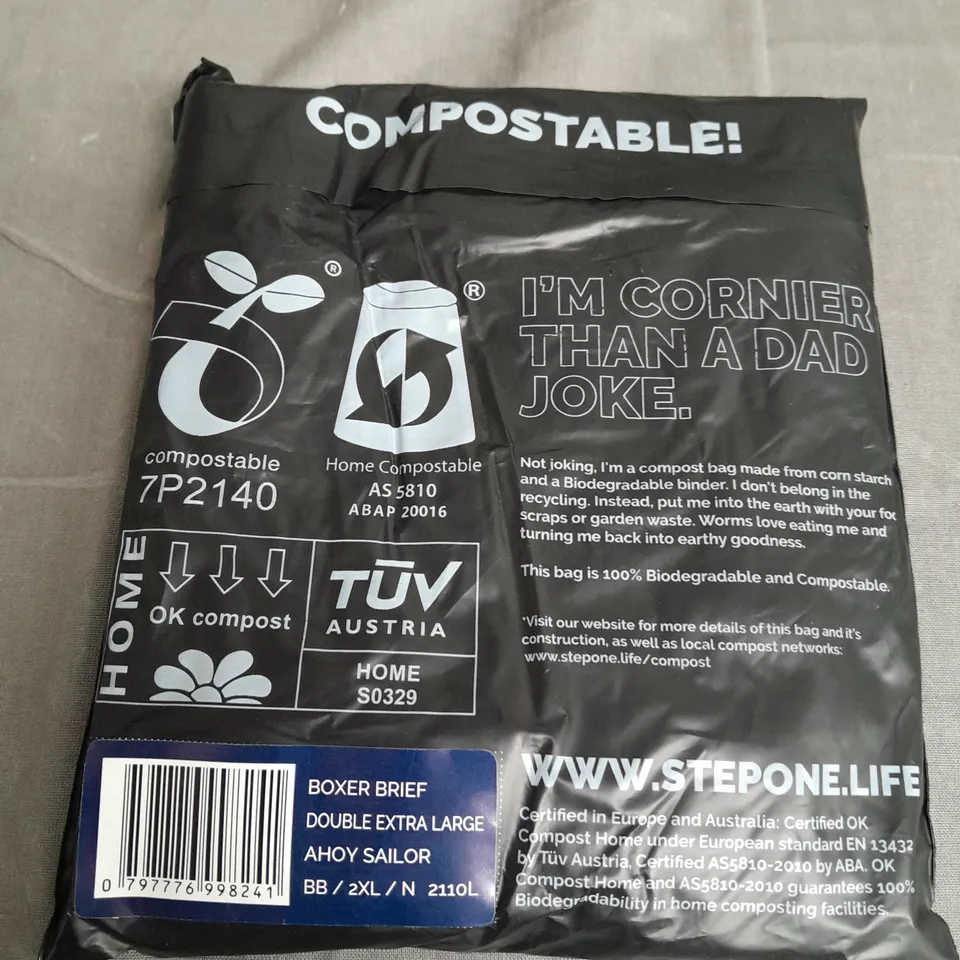 COMPOSTABLE!
®
compostable
7P2140
®
Home Compostable
AS 5810
ABAP 20016
HOME
OK compost
TÜV
AUSTRIA
HOME
S0329
I'M CORNIER
THAN A DAD
JOKE.
Not joking, I'm a compost bag made from corn starch
and a Biodegradable binder. I don't belong in the
recycling. Instead, put me into the earth with your foo
scraps or garden waste. Worms love eating me and
turning me back into earthy goodness.
This bag is 100% Biodegradable and Compostable.
*Visit our website for more details of this bag and it's
construction, as well as local compost networks:
www.stepone.life/compost
WWW.STEPONE.LIFE
Certified in Europe and Australia: Certified OK
Compost Home under European standard EN 13432
by Tüv Austria. Certified AS5810-2010 by ABA. OK
Compost Home and AS5810-2010 guarantees 100%
Biodegradability in home composting facilities.
BOXER BRIEF
DOUBLE EXTRA LARGE
AHOY SAILOR
BB / 2XL / N 2110L
0 797776 998241